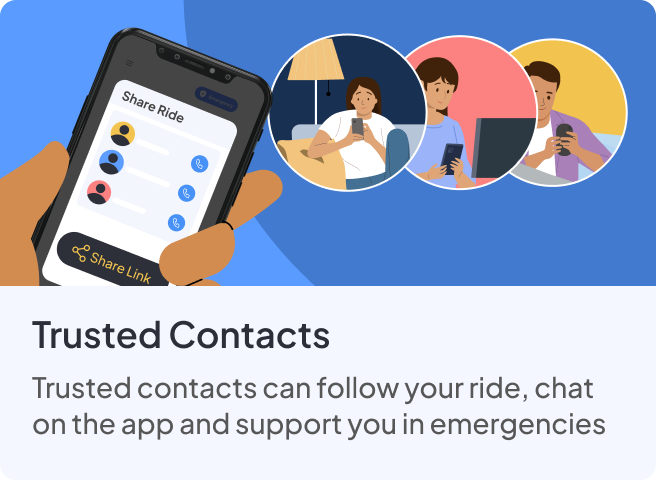 Emergency
Share Ride
Share Link
Trusted Contacts
Trusted contacts can follow your ride, chat
on the app and support you in emergencies